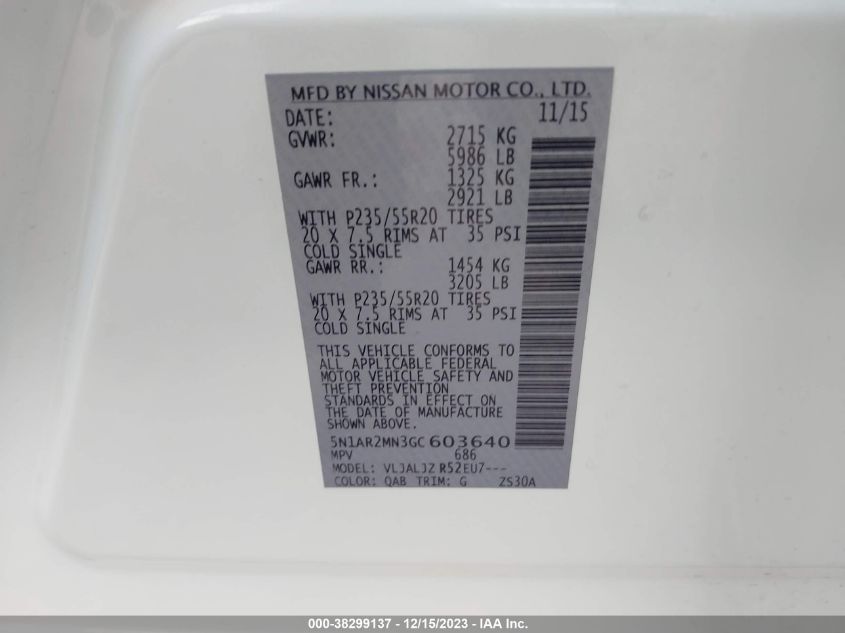 MFD BY NISSAN MOTOR CO., LTD.
DATE: 11/15
GVWR: 2715 KG
5986 LB
GAWR FR.: 1325 KG
2921 LB
WITH P235/55R20 TIRES
20 X 7.5 RIMS AT 35 PSI
COLD SINGLE
GAWR RR.: 1454 KG
3205 LB
WITH P235/55R20 TIRES
20 X 7.5 RIMS AT 35 PSI
COLD SINGLE
THIS VEHICLE CONFORMS TO
ALL APPLICABLE FEDERAL
MOTOR VEHICLE SAFETY AND
THEFT PREVENTION
STANDARDS IN EFFECT ON
THE DATE OF MANUFACTURE
SHOWN ABOVE.
5N1AR2MN3GC603640
MPV 686
MODEL: VLJALJZ R52EU7---
COLOR: QAB TRIM: G ZS30A
000-38299137 - 12/15/2023 - IAA Inc.